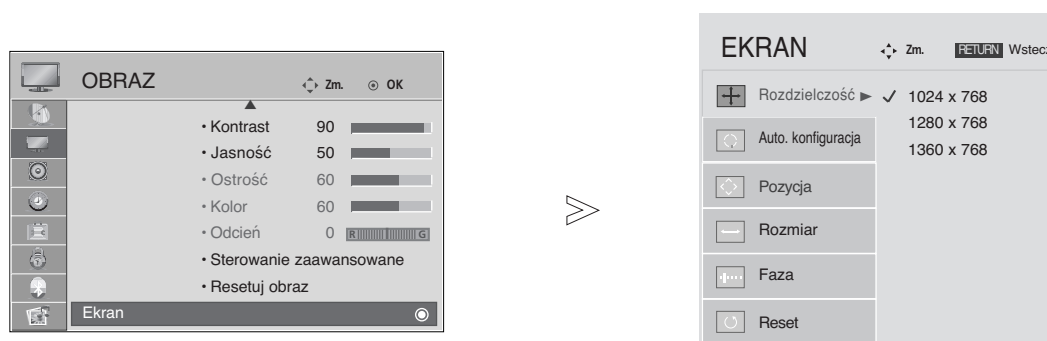 OBRAZ Zm. OK
• Kontrast 90
• Jasność 50
• Ostrość 60
• Kolor 60
• Odcień 0 R G
• Sterowanie zaawansowane
• Resetuj obraz
Ekran
EKRAN Zm. RETURN Wstecz
Rozdzielczość ► ✓ 1024 x 768
1280 x 768
Auto. konfiguracja
1360 x 768
Pozycja
Rozmiar
Faza
Reset